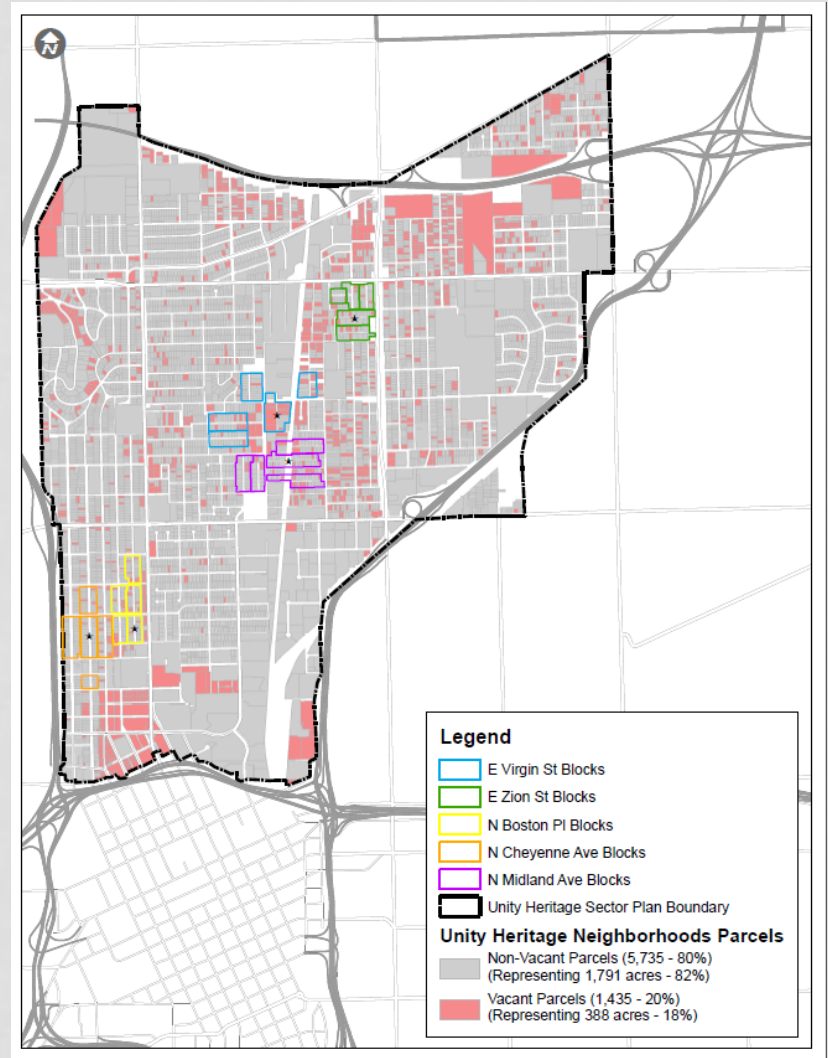 N
Legend
E Virgin St Blocks
E Zion St Blocks
N Boston Pl Blocks
N Cheyenne Ave Blocks
N Midland Ave Blocks
Unity Heritage Sector Plan Boundary
Unity Heritage Neighborhoods Parcels
Non-Vacant Parcels (5,735 - 80%)
(Representing 1,791 acres - 82%)
Vacant Parcels (1,435 - 20%)
(Representing 388 acres - 18%)